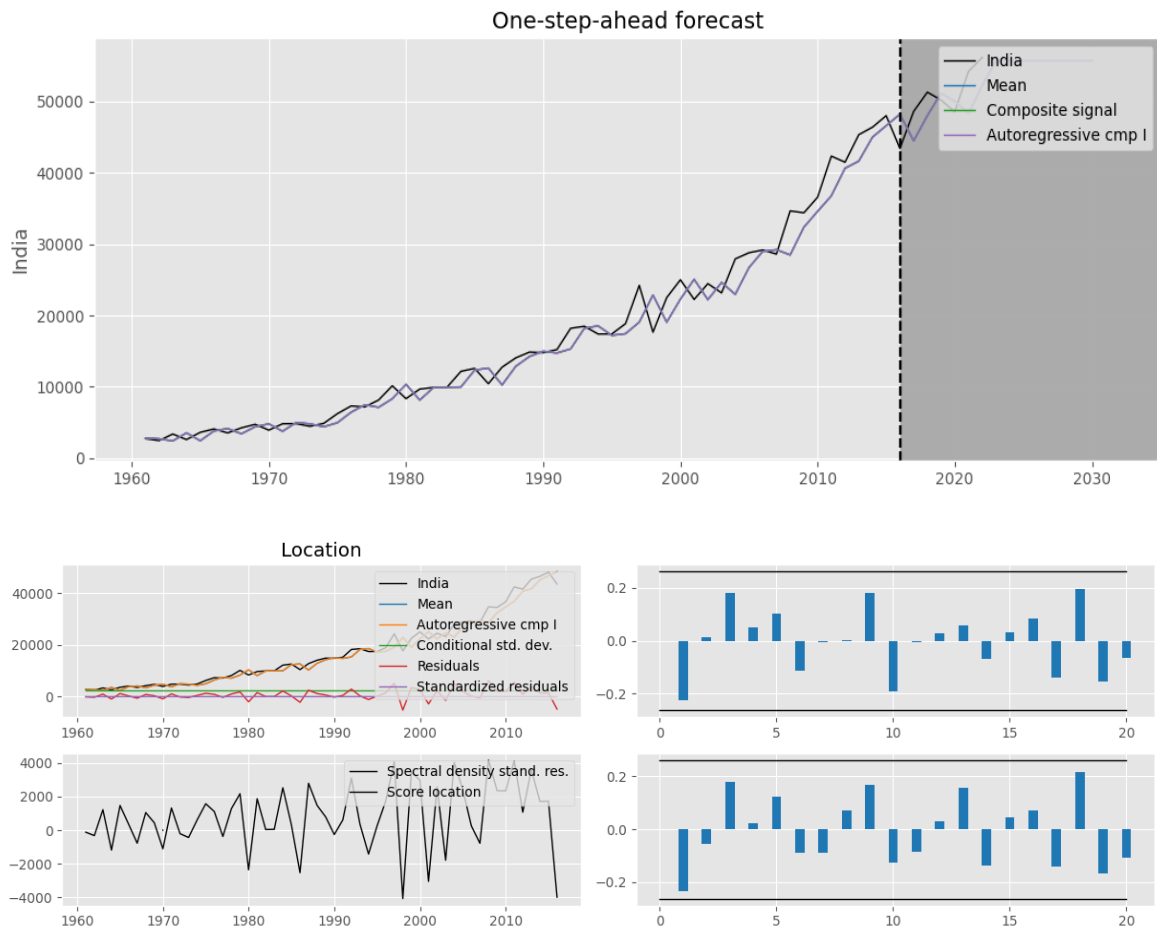 One-step-ahead forecast
India
50000
40000
30000
20000
10000
0
India
Mean
Composite signal
Autoregressive cmp I
1960 1970 1980 1990 2000 2010 2020 2030
Location
40000
20000
0
India
Mean
Autoregressive cmp I
Conditional std. dev.
Residuals
Standardized residuals
1960 1970 1980 1990 2000 2010
0.2
0.0
−0.2
0 5 10 15 20
4000
2000
0
−2000
−4000
Spectral density stand. res.
Score location
1960 1970 1980 1990 2000 2010
0.2
0.0
−0.2
0 5 10 15 20